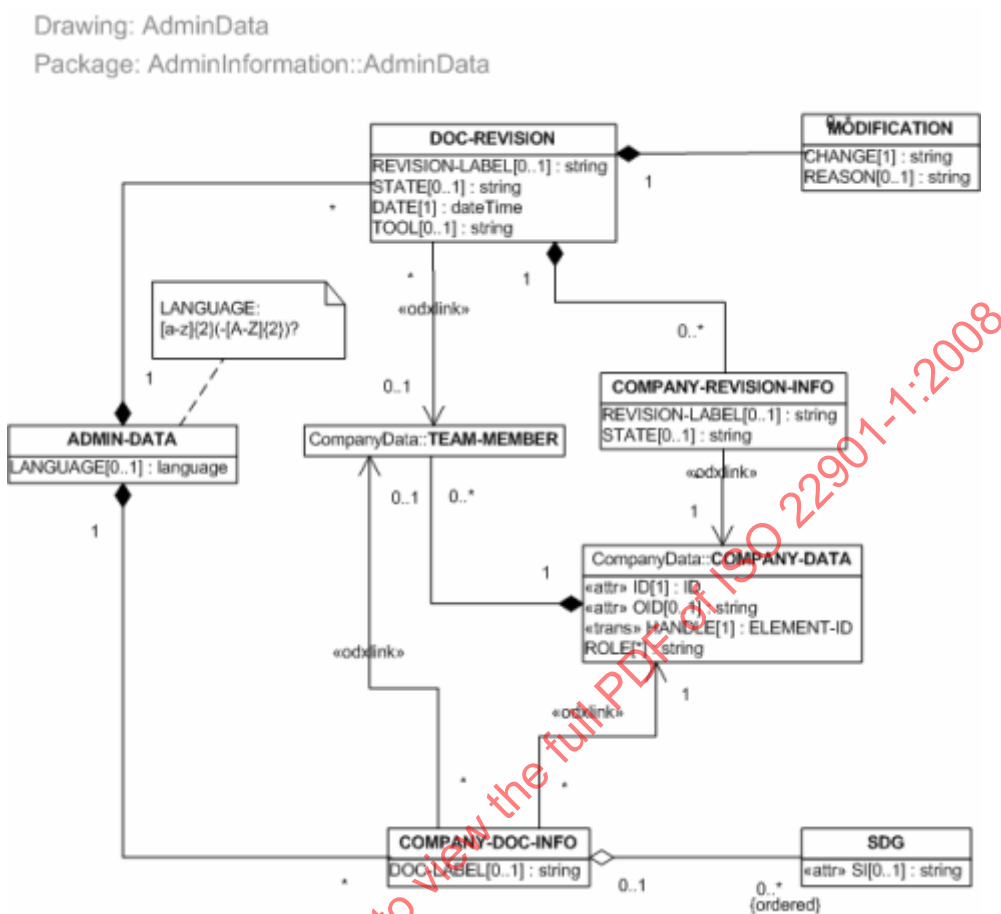 Drawing: AdminData
Package: AdminInformation::AdminData
DOC-REVISION
REVISION-LABEL[0..1] : string
STATE[0..1] : string
DATE[1] : dateTime
TOOL[0..1] : string
0..*
MODIFICATION
CHANGE[1] : string
REASON[0..1] : string
1
*
*
1
«odxlink»
LANGUAGE:
[a-z]{2}(-[A-Z]{2})?
0..*
1
0..1
COMPANY-REVISION-INFO
REVISION-LABEL[0..1] : string
STATE[0..1] : string
ADMIN-DATA
LANGUAGE[0..1] : language
CompanyData::TEAM-MEMBER
«odxlink»
0..1
0..*
1
1
CompanyData::COMPANY-DATA
«attr» ID[1] : ID
«attr» OID[0..1] : string
«trans» HANDLE[1] : ELEMENT-ID
ROLE[*] : string
1
«odxlink»
1
«odxlink»
*
*
COMPANY-DOC-INFO
DOC-LABEL[0..1] : string
SDG
«attr» SI[0..1] : string
*
0..1
0..*
{ordered}
to view the full PDF of ISO 22901-1:2008